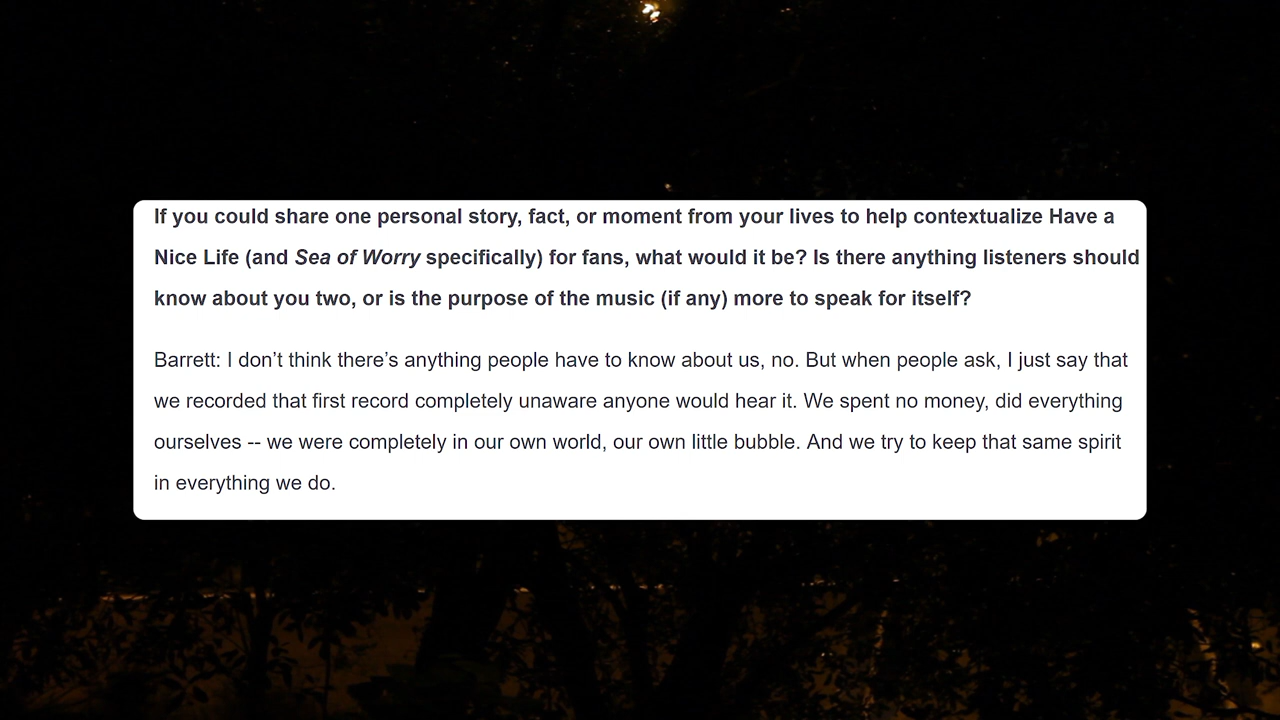 If you could share one personal story, fact, or moment from your lives to help contextualize Have a
Nice Life (and Sea of Worry specifically) for fans, what would it be? Is there anything listeners should
know about you two, or is the purpose of the music (if any) more to speak for itself?
Barrett: I don’t think there’s anything people have to know about us, no. But when people ask, I just say that
we recorded that first record completely unaware anyone would hear it. We spent no money, did everything
ourselves -- we were completely in our own world, our own little bubble. And we try to keep that same spirit
in everything we do.